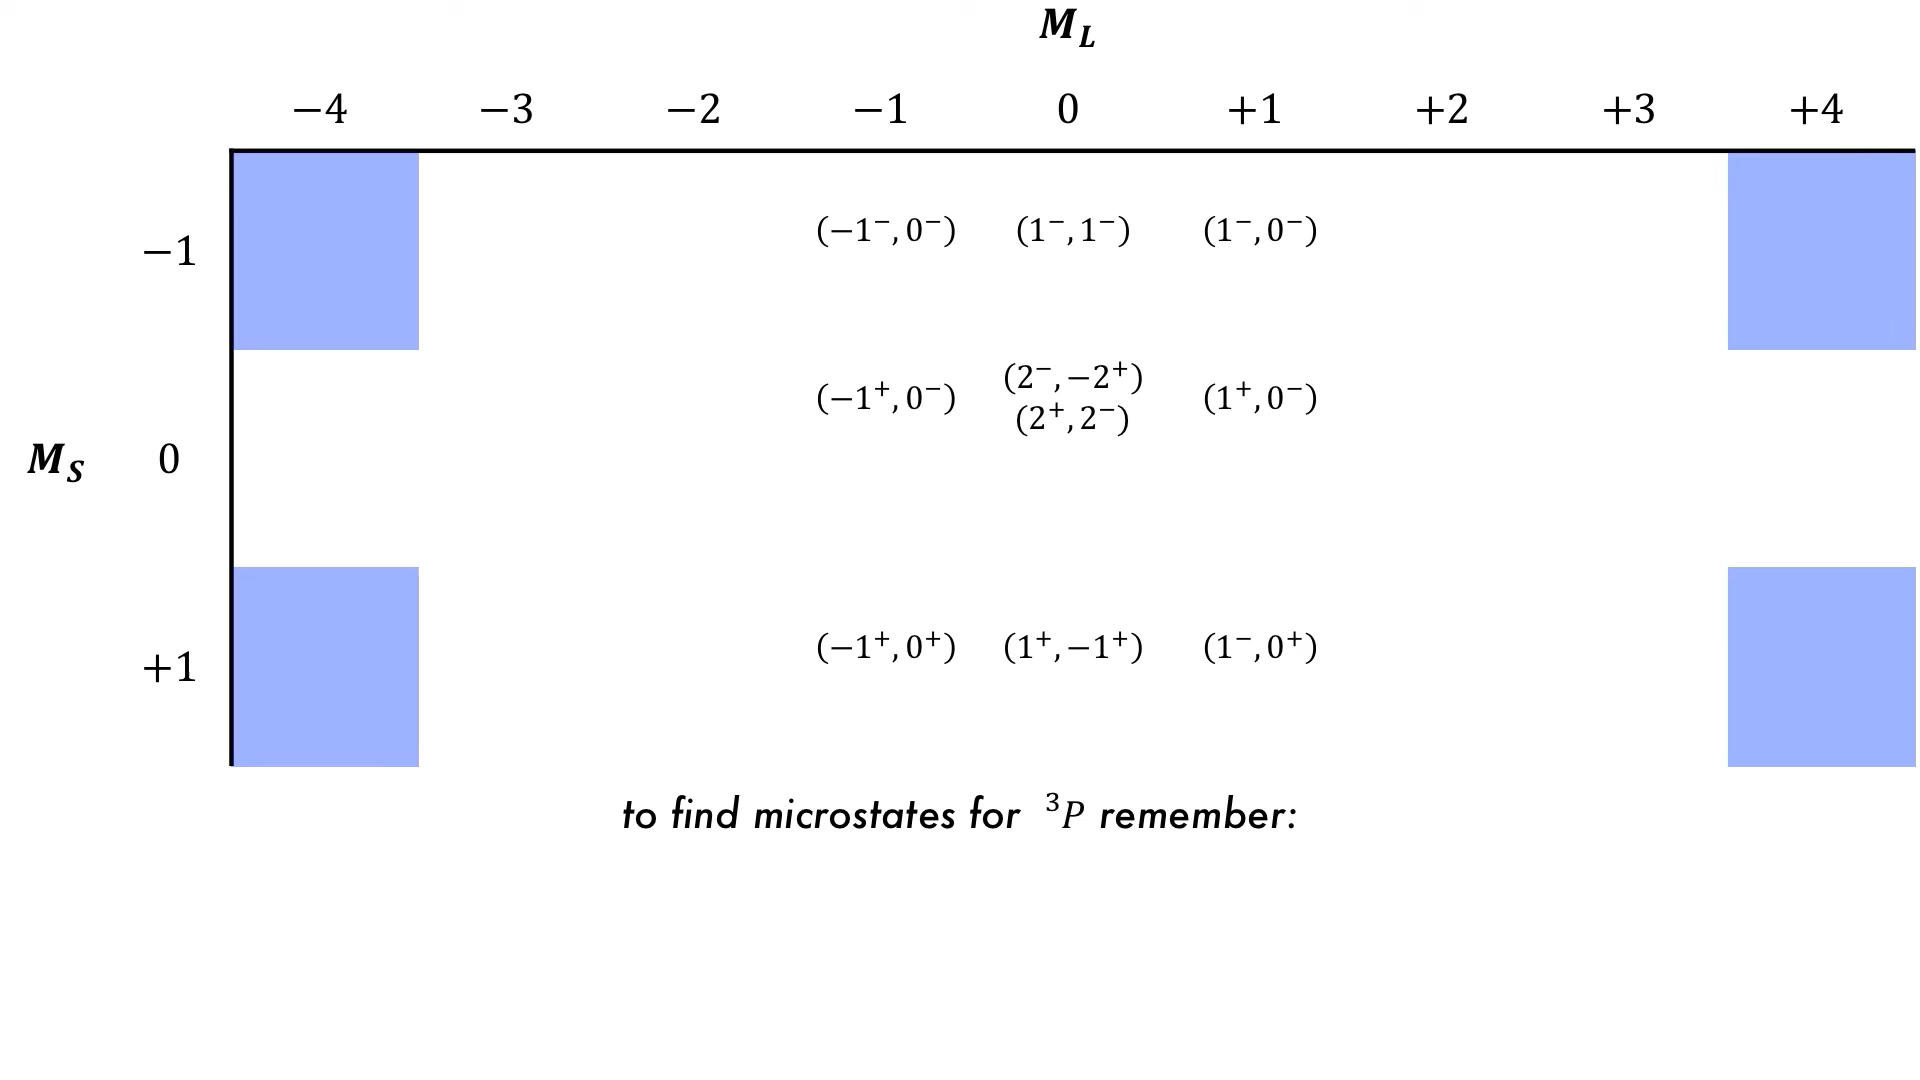 M_L
−4 −3 −2 −1 0 +1 +2 +3 +4
−1 (−1⁻, 0⁻) (1⁻, 1⁻) (1⁻, 0⁻)
(−1⁺, 0⁻) (2⁻, −2⁺) (1⁺, 0⁻)
(2⁺, 2⁻)
M_S 0
+1 (−1⁺, 0⁺) (1⁺, −1⁺) (1⁻, 0⁺)
to find microstates for ³P remember: